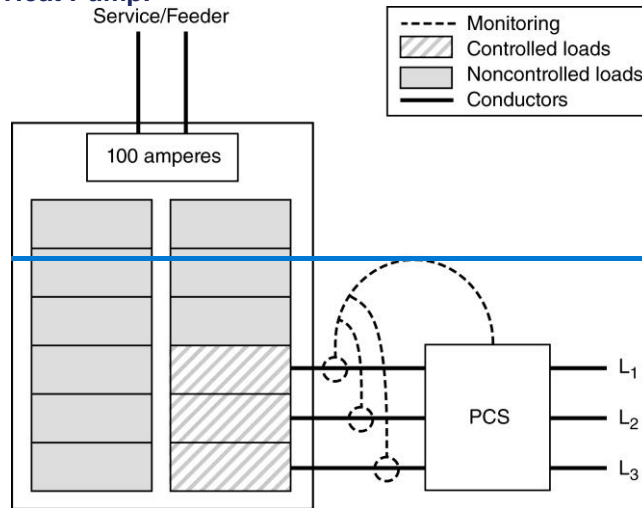 Heat Pump.
Service/Feeder
Monitoring
Controlled loads
Noncontrolled loads
Conductors
100 amperes
PCS
L1
L2
L3